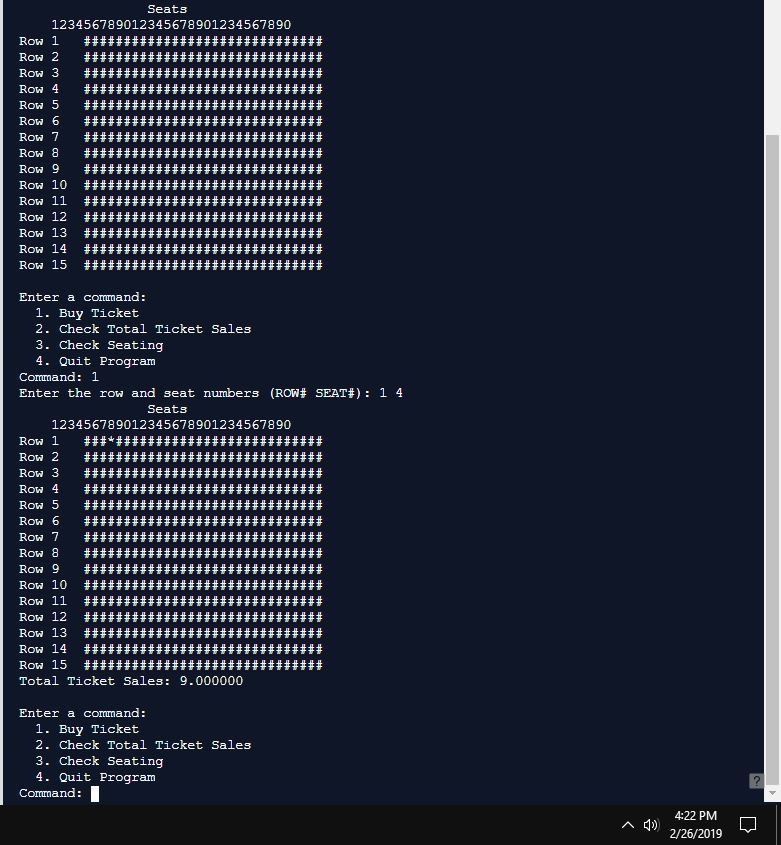 Seats
    123456789012345678901234567890
Row 1   ##############################
Row 2   ##############################
Row 3   ##############################
Row 4   ##############################
Row 5   ##############################
Row 6   ##############################
Row 7   ##############################
Row 8   ##############################
Row 9   ##############################
Row 10  ##############################
Row 11  ##############################
Row 12  ##############################
Row 13  ##############################
Row 14  ##############################
Row 15  ##############################

Enter a command:
  1. Buy Ticket
  2. Check Total Ticket Sales
  3. Check Seating
  4. Quit Program
Command: 1
Enter the row and seat numbers (ROW# SEAT#): 1 4
                Seats
    123456789012345678901234567890
Row 1   ###*##########################
Row 2   ##############################
Row 3   ##############################
Row 4   ##############################
Row 5   ##############################
Row 6   ##############################
Row 7   ##############################
Row 8   ##############################
Row 9   ##############################
Row 10  ##############################
Row 11  ##############################
Row 12  ##############################
Row 13  ##############################
Row 14  ##############################
Row 15  ##############################
Total Ticket Sales: 9.000000

Enter a command:
  1. Buy Ticket
  2. Check Total Ticket Sales
  3. Check Seating
  4. Quit Program
Command:
?
4:22 PM
2/26/2019